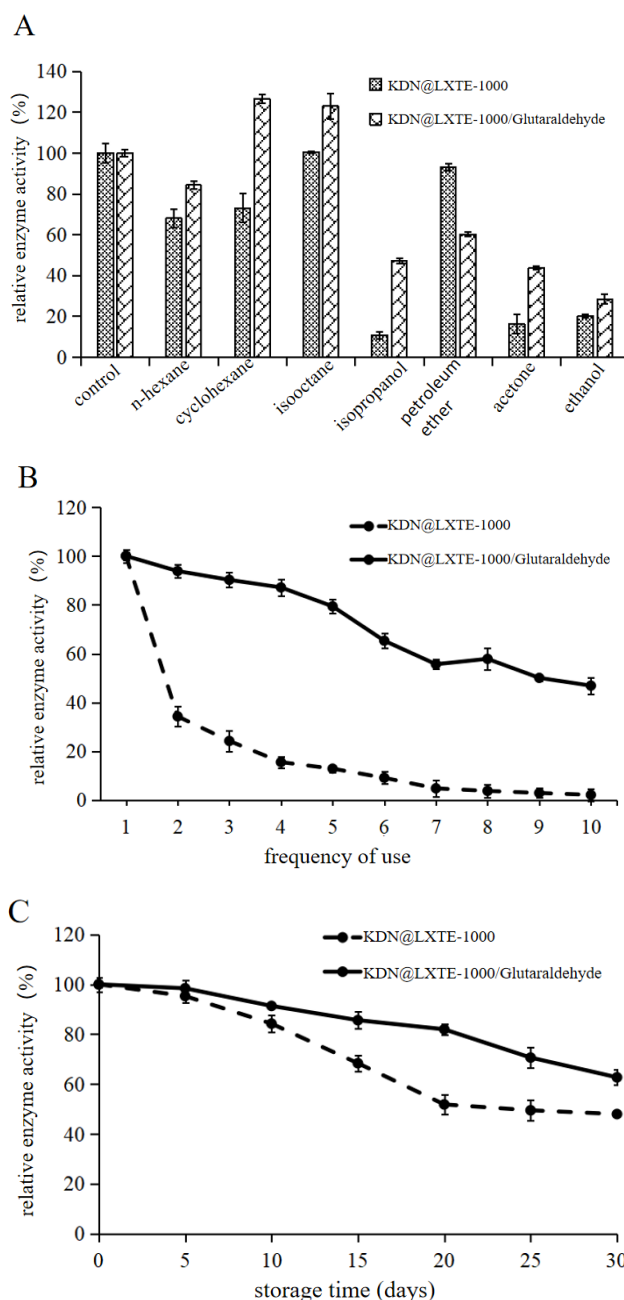 A
relative enzyme activity (%)
140
120
100
80
60
40
20
0
KDN@LXTE-1000
KDN@LXTE-1000/Glutaraldehyde
control
n-hexane
cyclohexane
isooctane
isopropanol
petroleum
ether
acetone
ethanol
B
relative enzyme activity (%)
120
100
80
60
40
20
0
KDN@LXTE-1000
KDN@LXTE-1000/Glutaraldehyde
1 2 3 4 5 6 7 8 9 10
frequency of use
C
relative enzyme activity (%)
120
100
80
60
40
20
0
KDN@LXTE-1000
KDN@LXTE-1000/Glutaraldehyde
0 5 10 15 20 25 30
storage time (days)